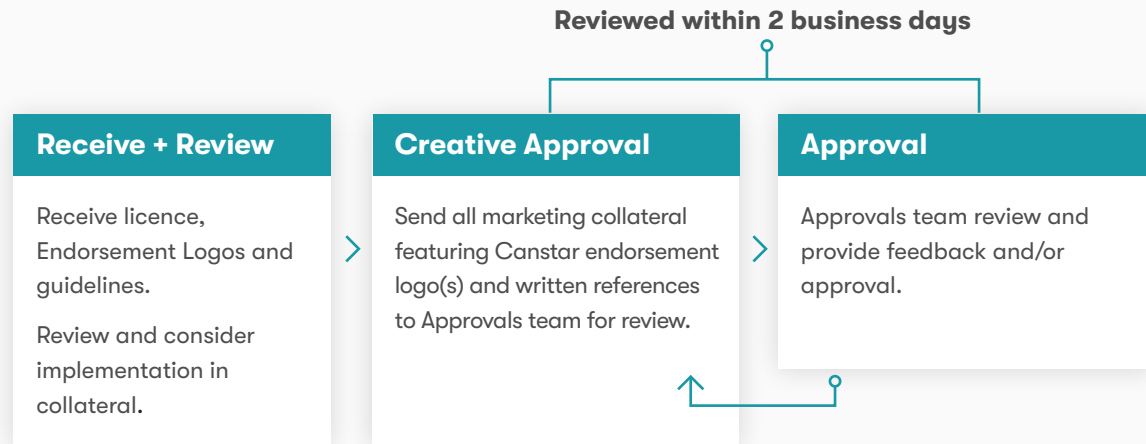 Reviewed within 2 business days
Receive + Review
Receive licence,
Endorsement Logos and
guidelines.
Review and consider
implementation in
collateral.
Creative Approval
Send all marketing collateral
featuring Canstar endorsement
logo(s) and written references
to Approvals team for review.
Approval
Approvals team review and
provide feedback and/or
approval.